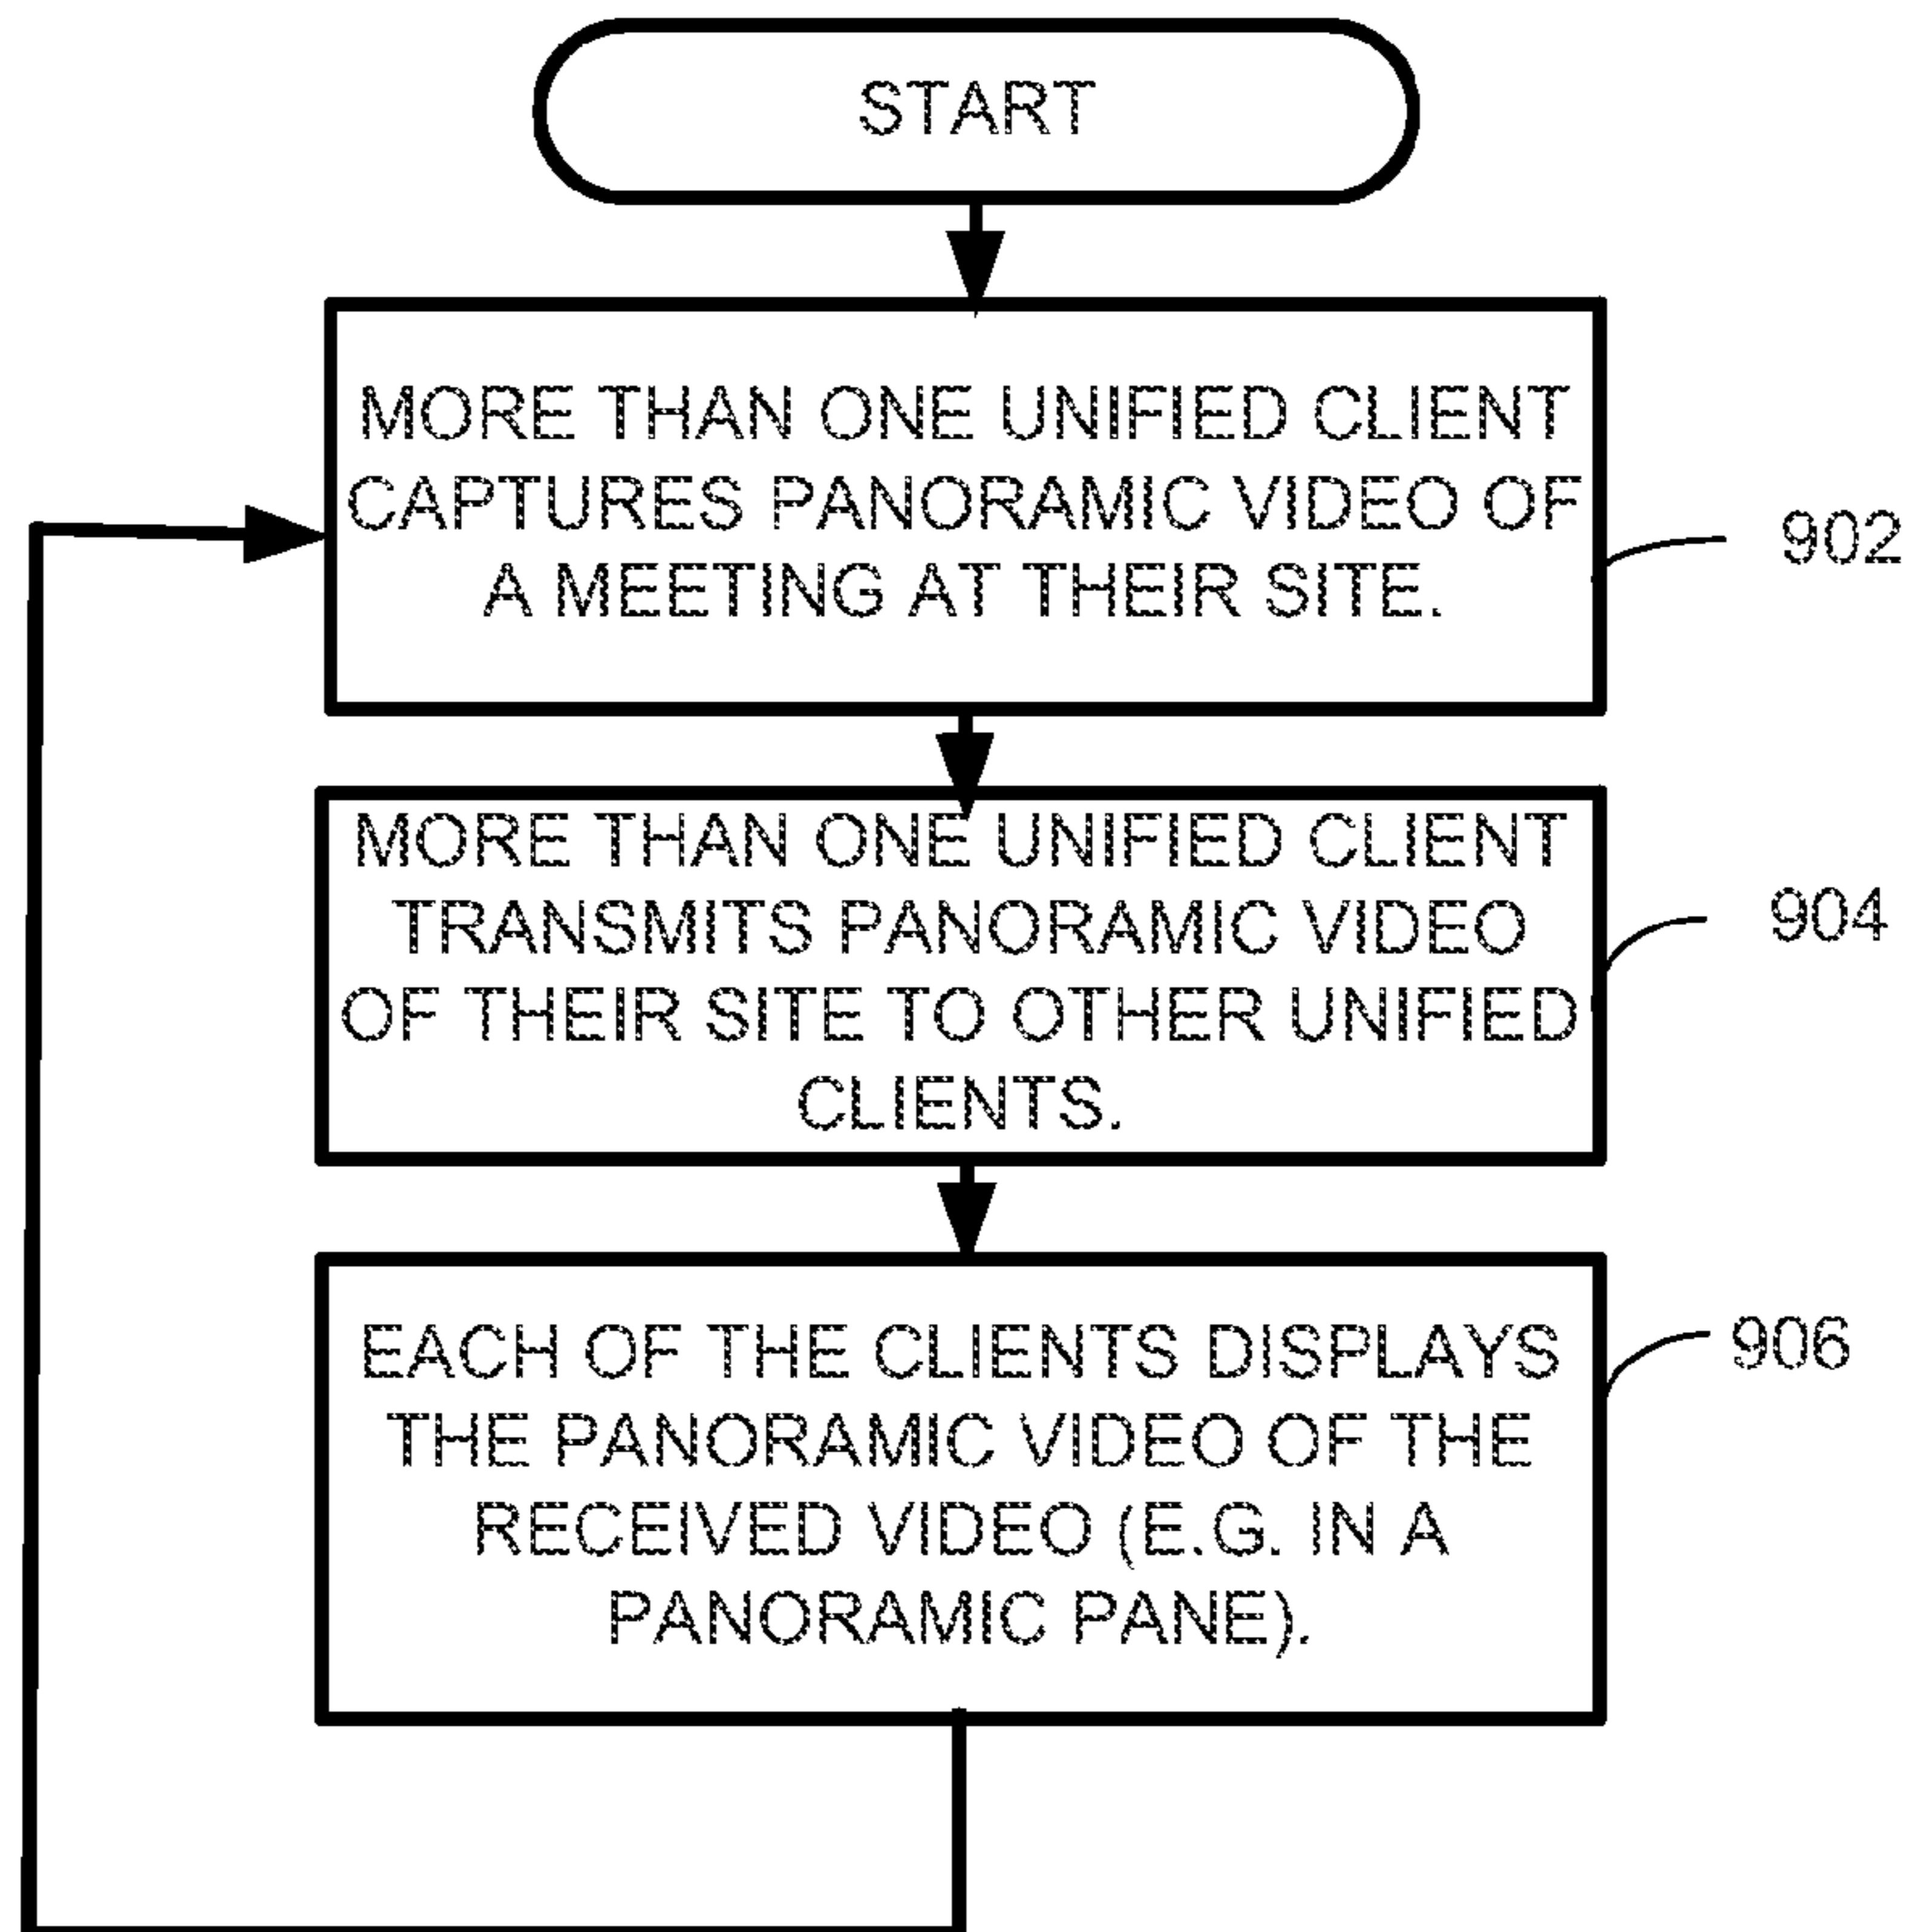 START
MORE THAN ONE UNIFIED CLIENT
CAPTURES PANORAMIC VIDEO OF
A MEETING AT THEIR SITE.
902
MORE THAN ONE UNIFIED CLIENT
TRANSMITS PANORAMIC VIDEO
OF THEIR SITE TO OTHER UNIFIED
CLIENTS.
904
EACH OF THE CLIENTS DISPLAYS
THE PANORAMIC VIDEO OF THE
RECEIVED VIDEO (E.G. IN A
PANORAMIC PANE).
906